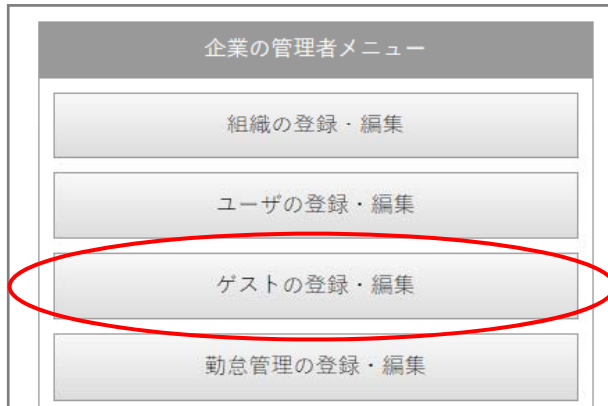 企業の管理者メニュー
組織の登録・編集
ユーザの登録・編集
ゲストの登録・編集
勤怠管理の登録・編集